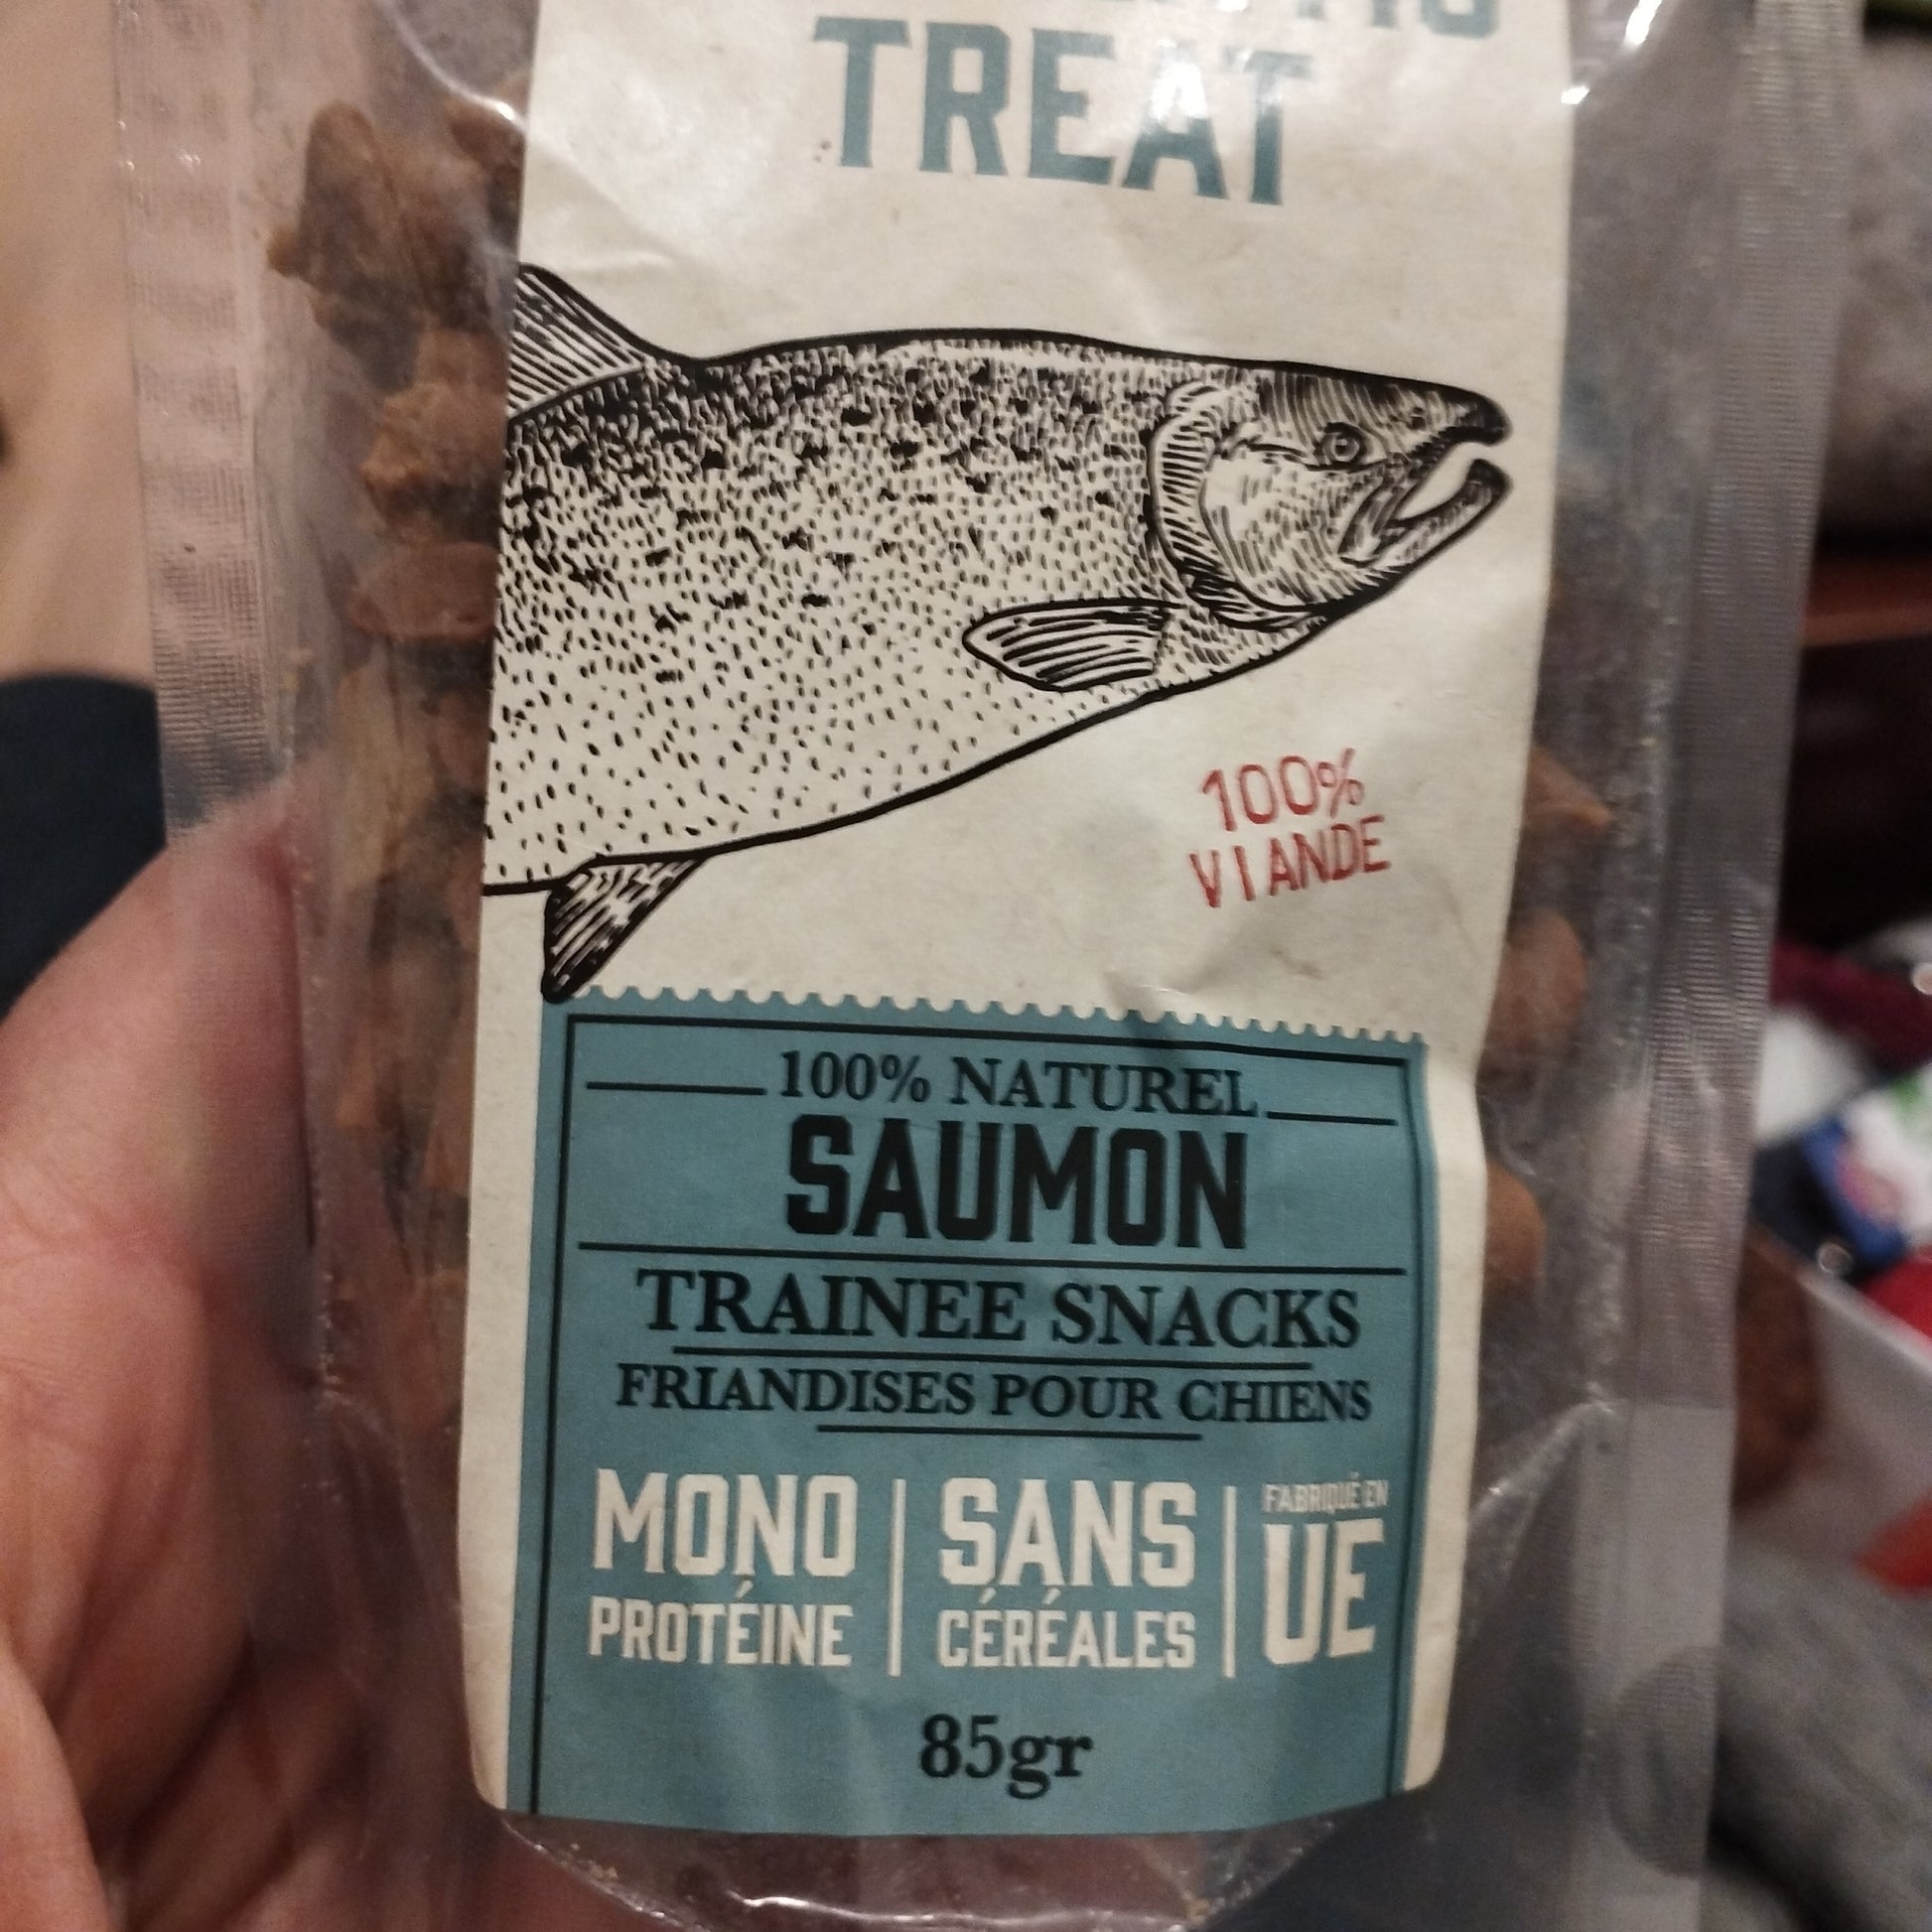 TREAT
100%
VIANDE
100% NATUREL
SAUMON
TRAINEE SNACKS
FRIANDISES POUR CHIENS
MONO
PROTÉINE
SANS
CÉRÉALES
FABRIQUÉ EN
UE
85gr